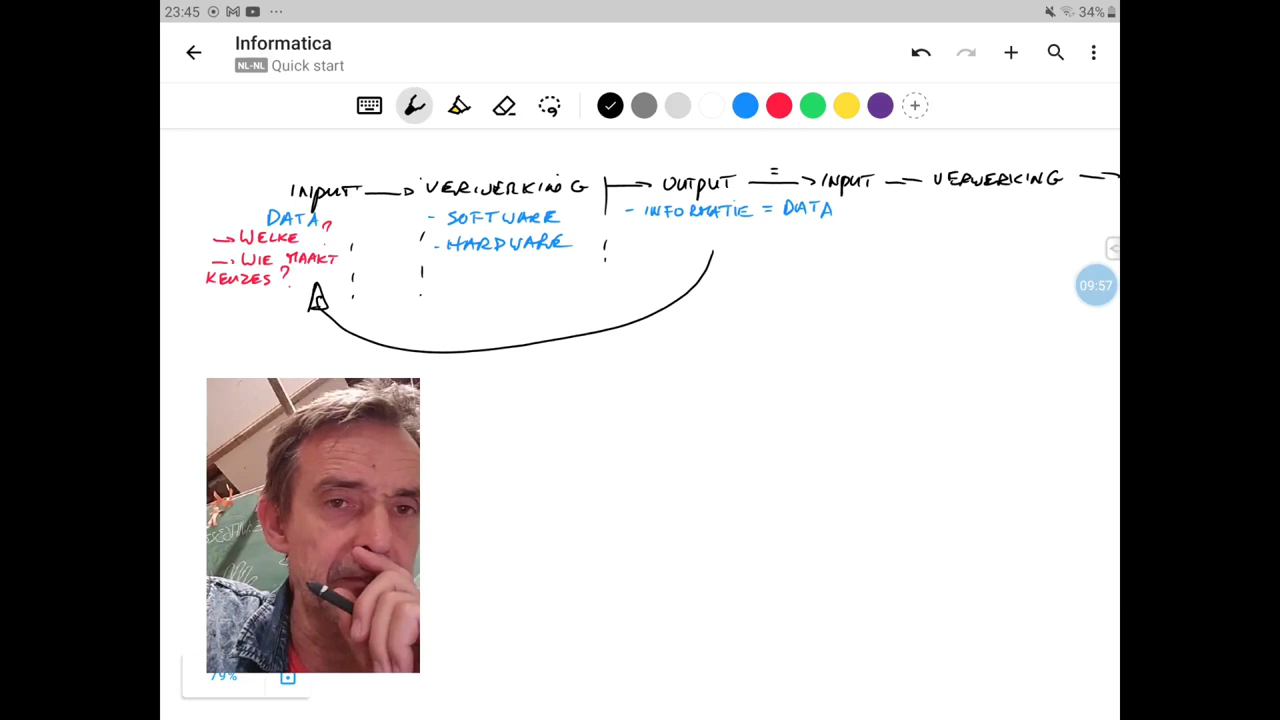 23:45
34%
Informatica
NL-NL Quick start
INPUT → VERWERKING → OUTPUT = → INPUT — VERWERKING →
DATA
- SOFTWARE
- INFORMATIE = DATA
→ WELKE ?
- HARDWARE
→ WIE MAAKT
KEUZES ?
09:57
79%